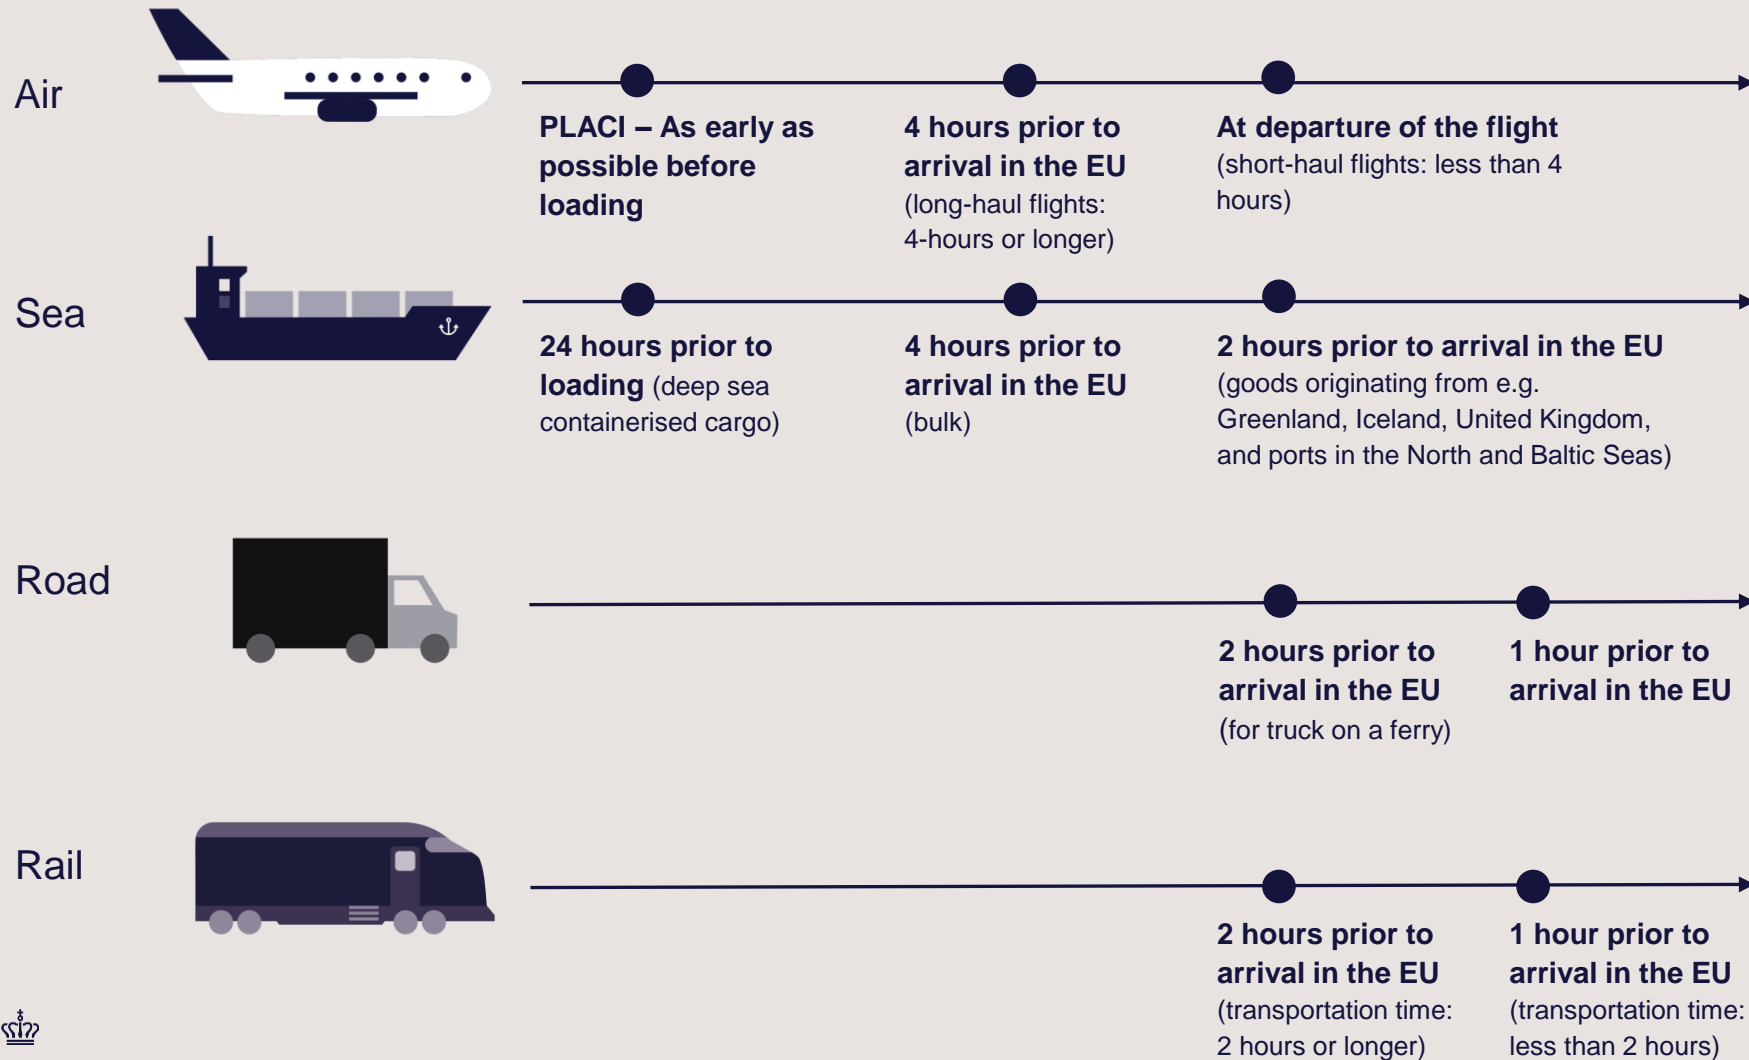 Air
PLACI – As early as
possible before
loading
4 hours prior to
arrival in the EU
(long-haul flights:
4-hours or longer)
At departure of the flight
(short-haul flights: less than 4
hours)
Sea
24 hours prior to
loading (deep sea
containerised cargo)
4 hours prior to
arrival in the EU
(bulk)
2 hours prior to arrival in the EU
(goods originating from e.g.
Greenland, Iceland, United Kingdom,
and ports in the North and Baltic Seas)
Road
2 hours prior to
arrival in the EU
(for truck on a ferry)
1 hour prior to
arrival in the EU
Rail
2 hours prior to
arrival in the EU
(transportation time:
2 hours or longer)
1 hour prior to
arrival in the EU
(transportation time:
less than 2 hours)